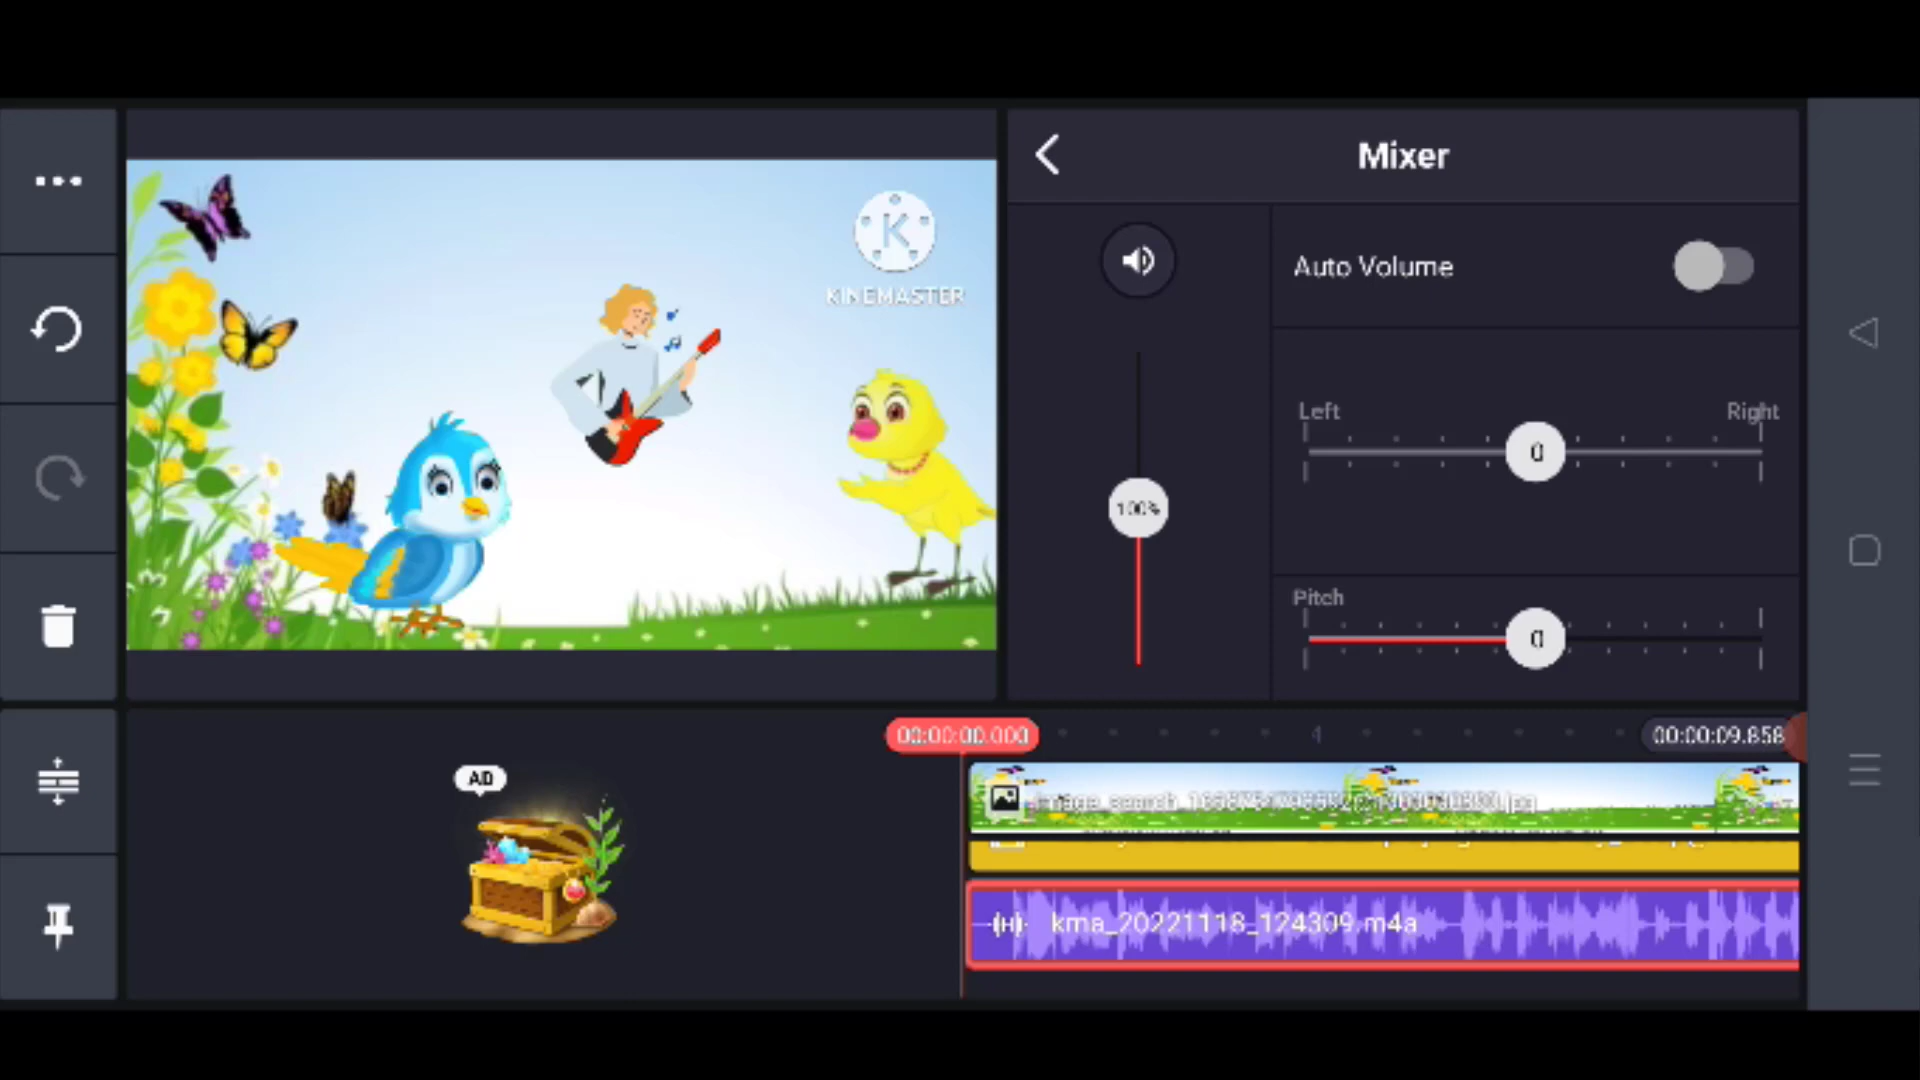 Mixer
K
KINEMASTER
Auto Volume
Left
Right
0
100%
Pitch
0
00:00:00.000
4
00:00:09.858
AD
kma_20221118_124309.m4a